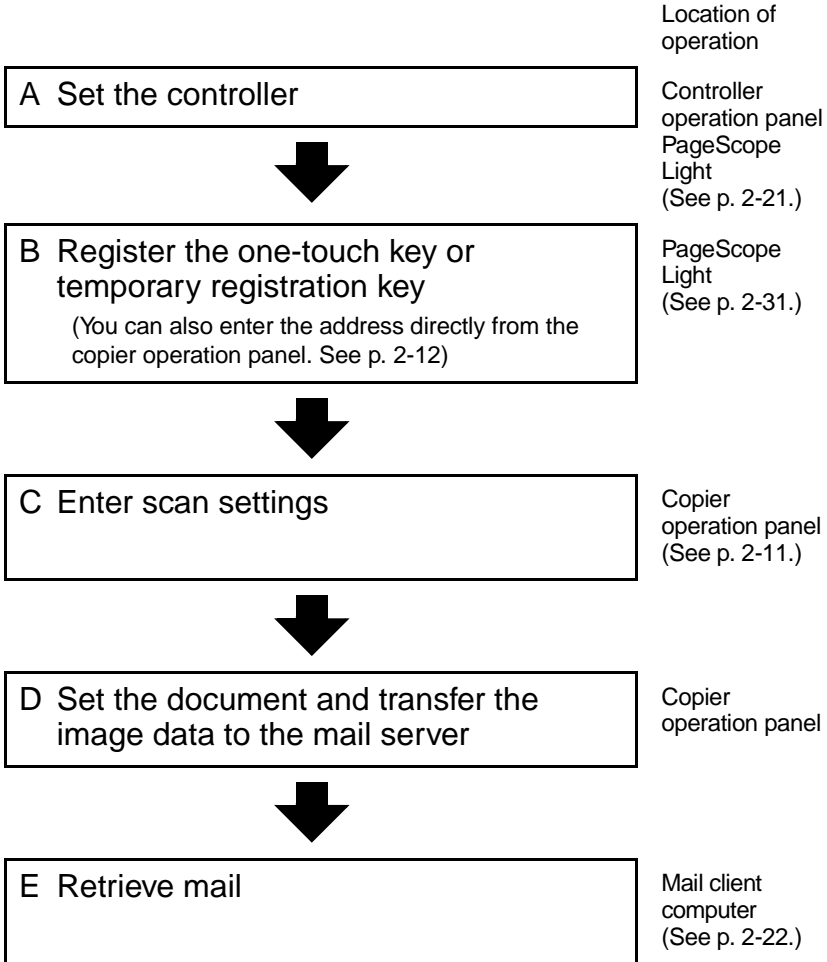 Location of
operation
A Set the controller
Controller
operation panel
PageScope
Light
(See p. 2-21.)
B Register the one-touch key or
temporary registration key
(You can also enter the address directly from the
copier operation panel. See p. 2-12)
PageScope
Light
(See p. 2-31.)
C Enter scan settings
Copier
operation panel
(See p. 2-11.)
D Set the document and transfer the
image data to the mail server
Copier
operation panel
E Retrieve mail
Mail client
computer
(See p. 2-22.)